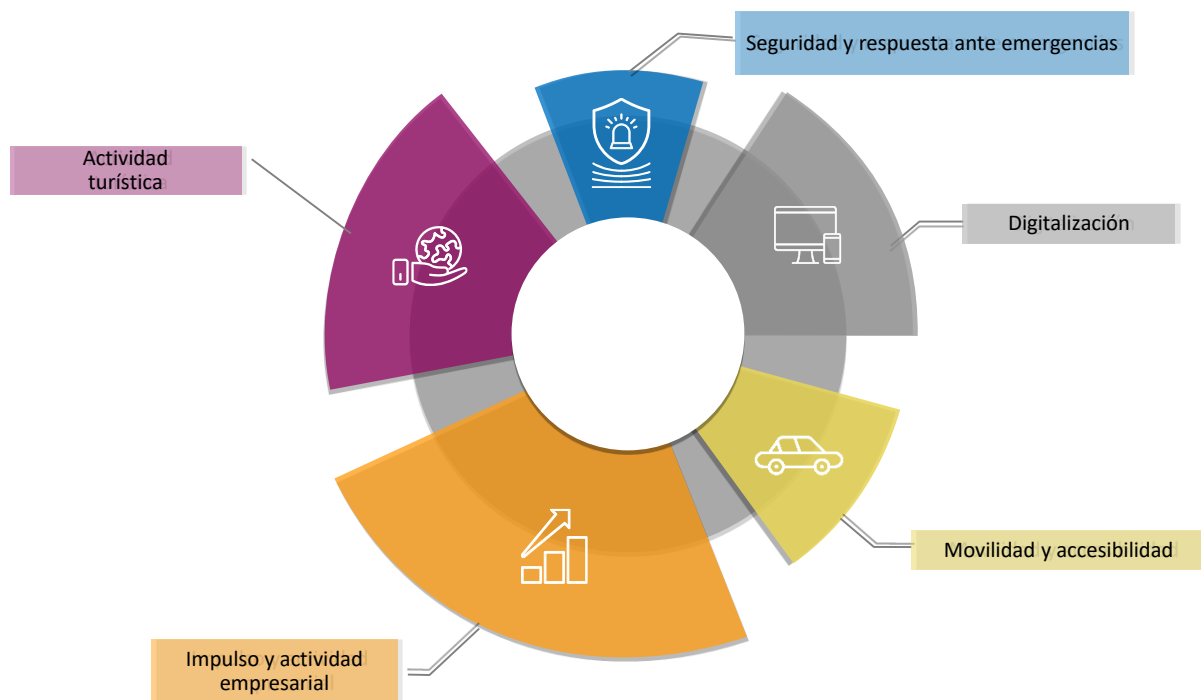 Seguridad y respuesta ante emergencias
Actividad
turística
Digitalización
Movilidad y accesibilidad
Impulso y actividad
empresarial